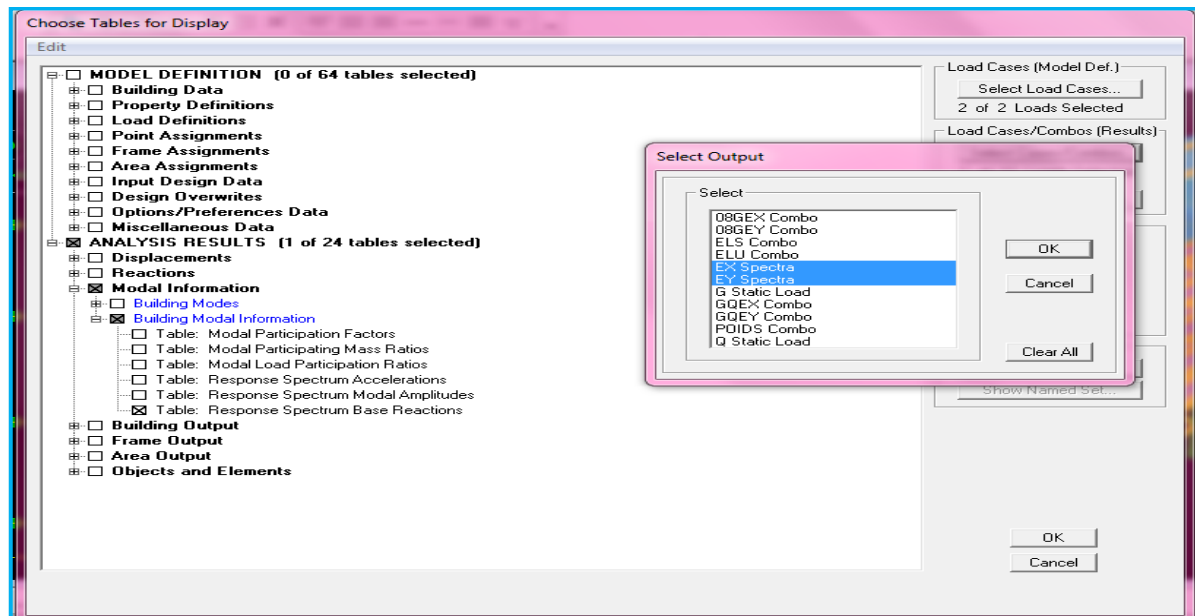 Choose Tables for Display
Edit
MODEL DEFINITION (0 of 64 tables selected)
Building Data
Property Definitions
Load Definitions
Point Assignments
Frame Assignments
Area Assignments
Input Design Data
Design Overwrites
Options/Preferences Data
Miscellaneous Data
ANALYSIS RESULTS (1 of 24 tables selected)
Displacements
Reactions
Modal Information
Building Modes
Building Modal Information
Table: Modal Participation Factors
Table: Modal Participating Mass Ratios
Table: Modal Load Participation Ratios
Table: Response Spectrum Accelerations
Table: Response Spectrum Modal Amplitudes
Table: Response Spectrum Base Reactions
Building Output
Frame Output
Area Output
Objects and Elements
Load Cases (Model Def.)
Select Load Cases...
2 of 2 Loads Selected
Load Cases/Combos (Results)
Select Output
Select
08GEX Combo
08GEY Combo
ELS Combo
ELU Combo
EX Spectra
EY Spectra
G Static Load
GQEX Combo
GQEY Combo
POIDS Combo
Q Static Load
OK
Cancel
Clear All
Show Named Set...
OK
Cancel